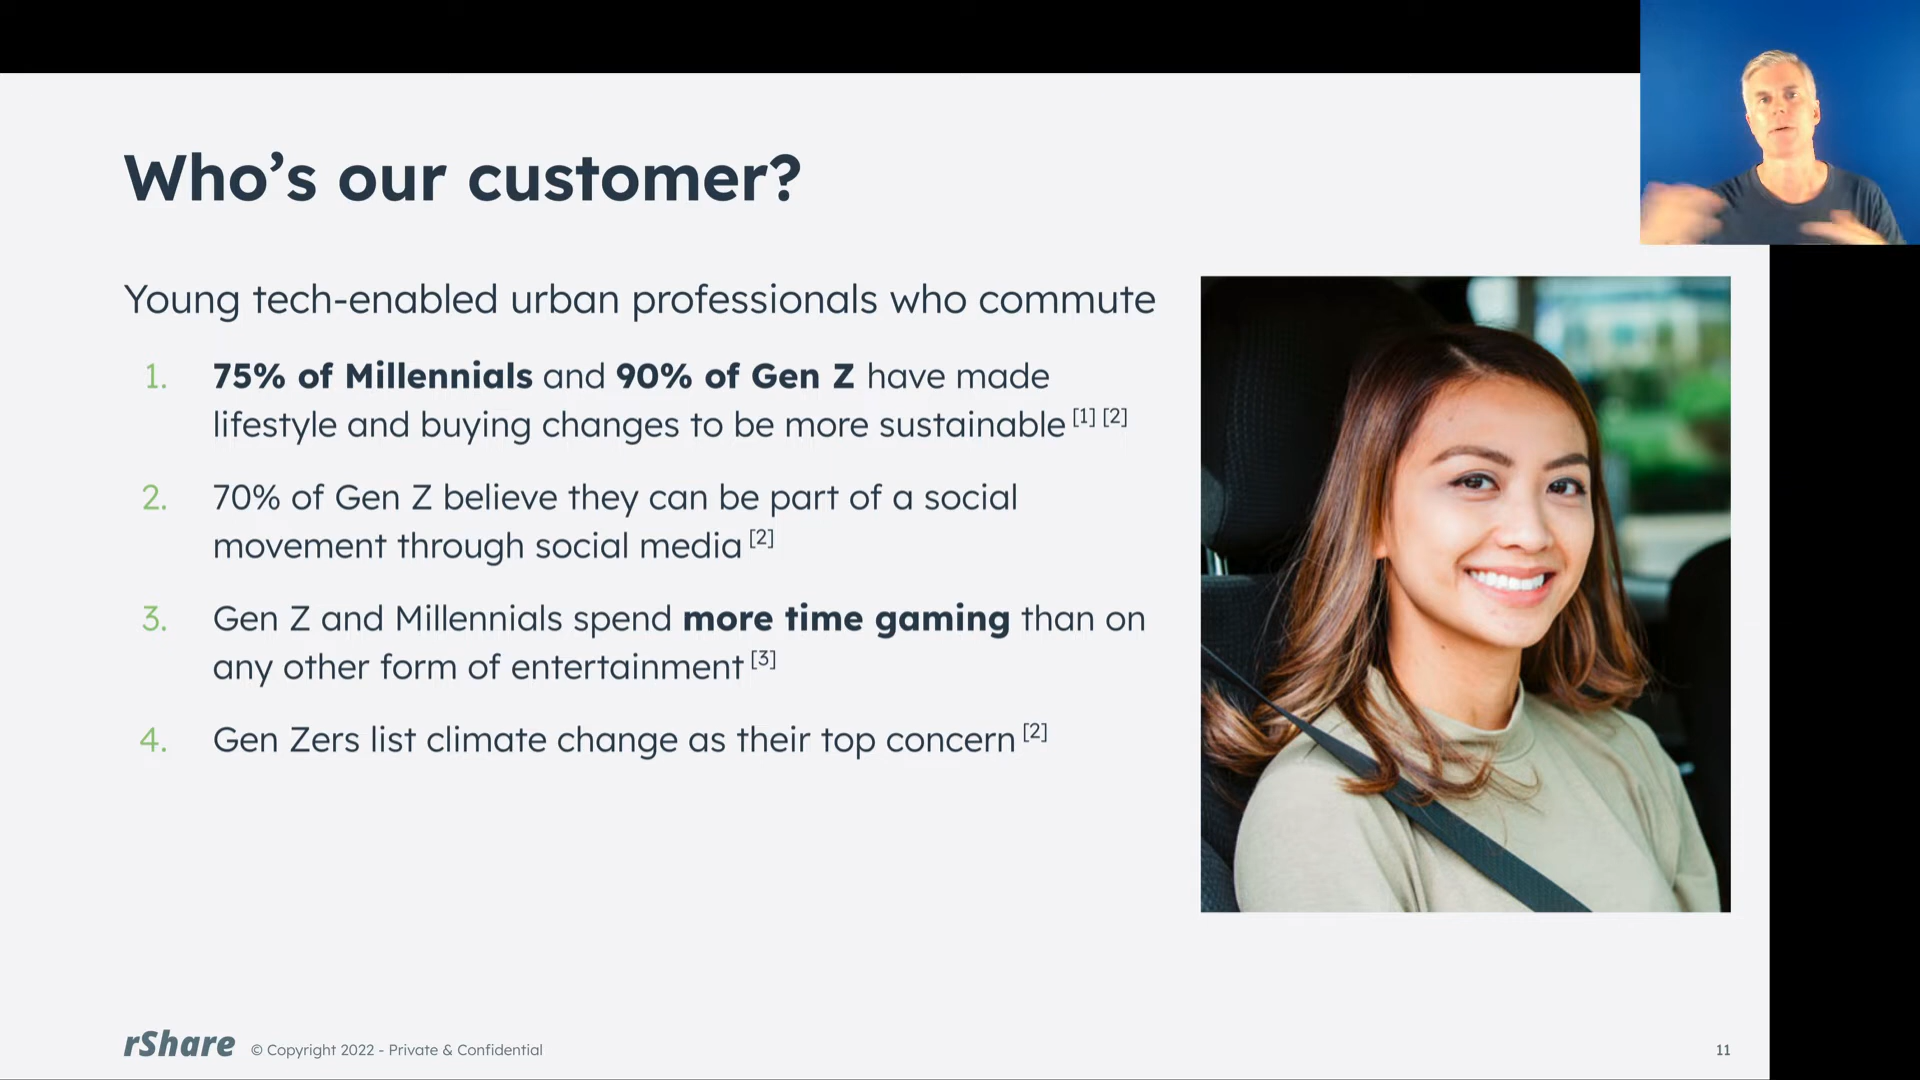 Who’s our customer?
Young tech-enabled urban professionals who commute
1. 75% of Millennials and 90% of Gen Z have made
lifestyle and buying changes to be more sustainable [1] [2]
2. 70% of Gen Z believe they can be part of a social
movement through social media [2]
3. Gen Z and Millennials spend more time gaming than on
any other form of entertainment [3]
4. Gen Zers list climate change as their top concern [2]
rShare © Copyright 2022 - Private & Confidential
11